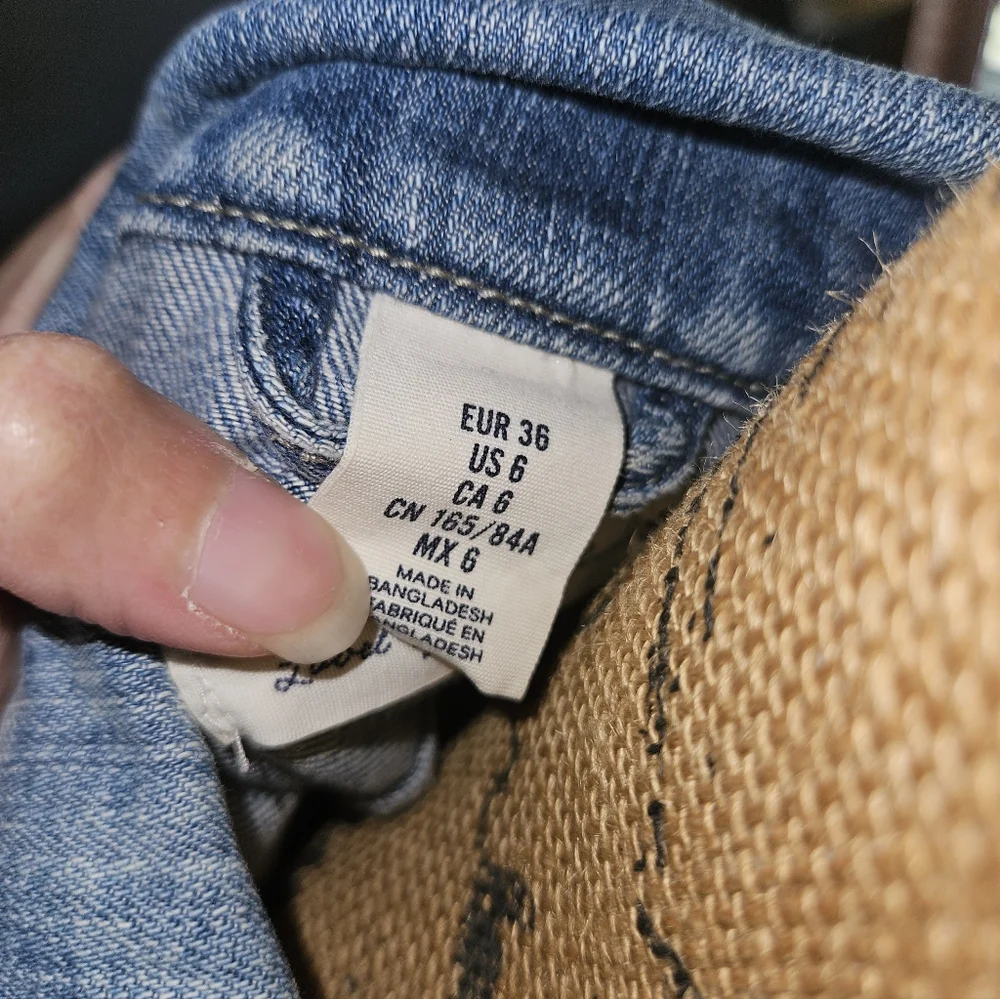 EUR 36
US 6
CA 6
CN 165/84A
MX 6
MADE IN
BANGLADESH
FABRIQUÉ EN
BANGLADESH